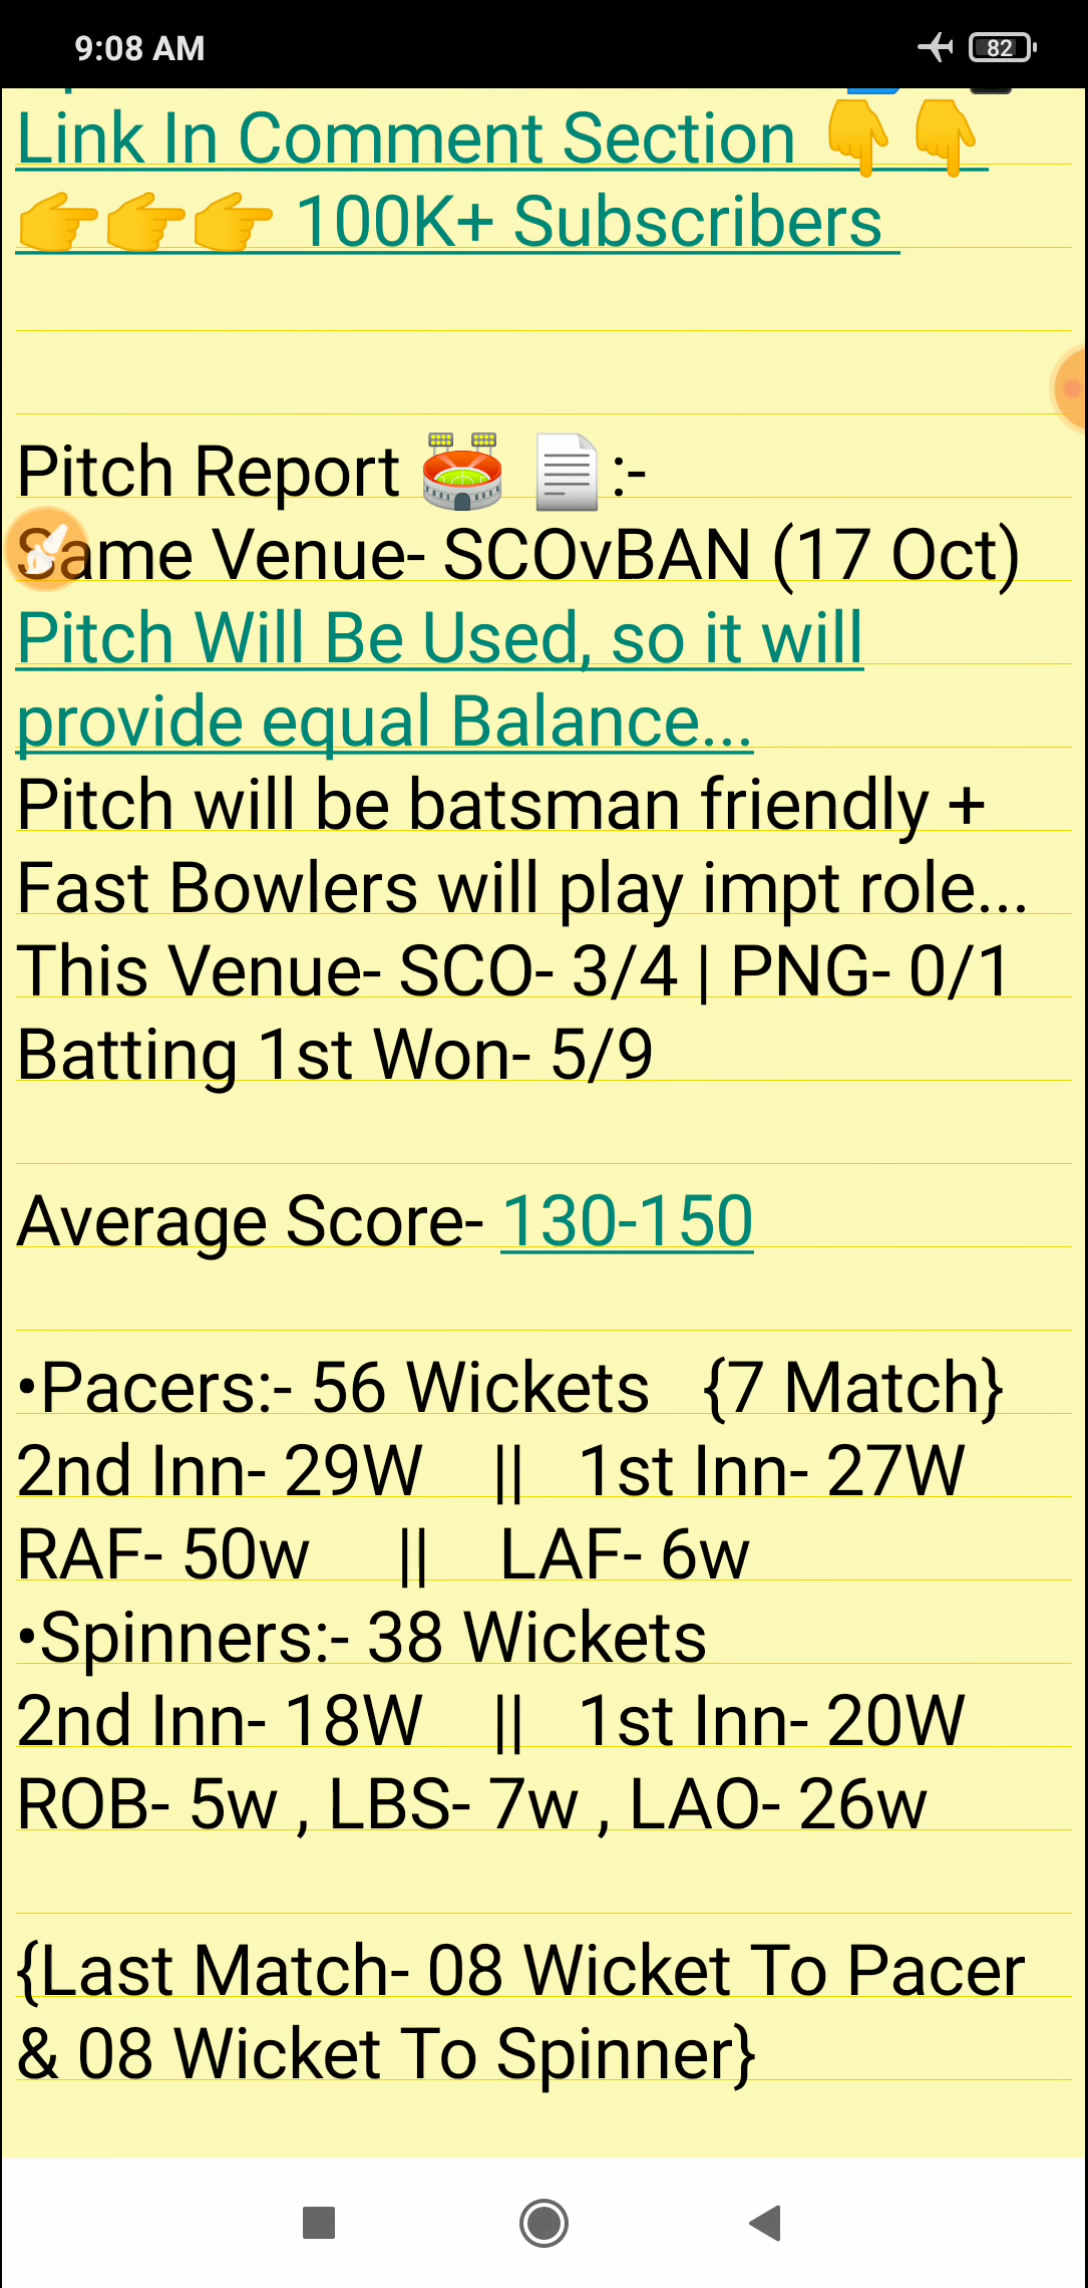 9:08 AM
82
Link In Comment Section 👇👇
👉👉👉 100K+ Subscribers
Pitch Report 🏟 📄:-
Same Venue- SCOvBAN (17 Oct)
Pitch Will Be Used, so it will
provide equal Balance...
Pitch will be batsman friendly +
Fast Bowlers will play impt role...
This Venue- SCO- 3/4 | PNG- 0/1
Batting 1st Won- 5/9
Average Score- 130-150
•Pacers:- 56 Wickets {7 Match}
2nd Inn- 29W || 1st Inn- 27W
RAF- 50w || LAF- 6w
•Spinners:- 38 Wickets
2nd Inn- 18W || 1st Inn- 20W
ROB- 5w , LBS- 7w , LAO- 26w
{Last Match- 08 Wicket To Pacer
& 08 Wicket To Spinner}